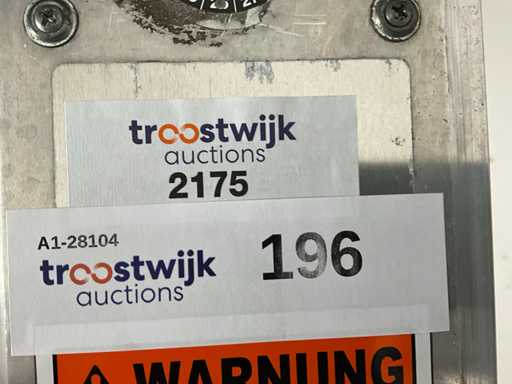 troostwijk
auctions
2175
A1-28104
troostwijk
auctions
196
WARNUNG